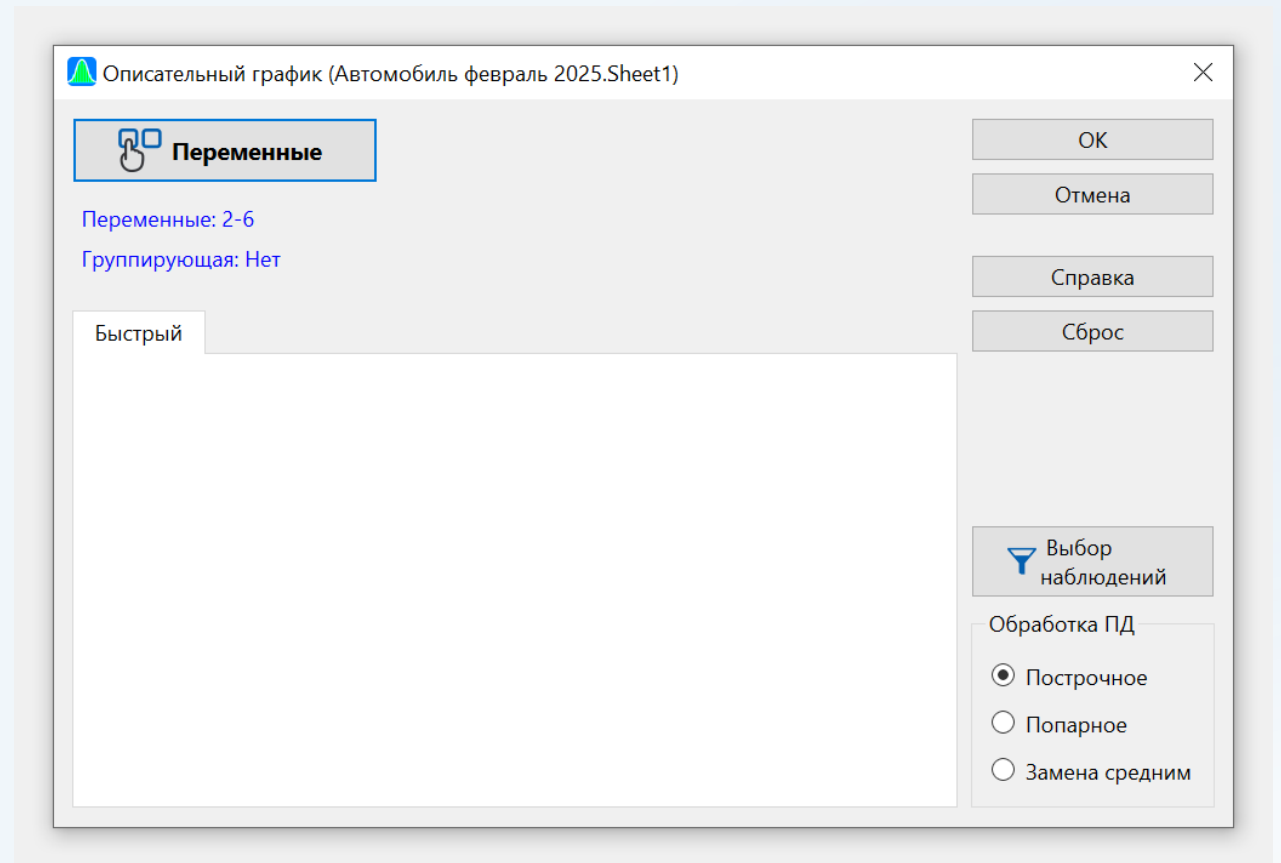 Описательный график (Автомобиль февраль 2025.Sheet1)
Переменные
Переменные: 2-6
Группирующая: Нет
Быстрый
ОК
Отмена
Справка
Сброс
Выбор
наблюдений
Обработка ПД
Построчное
Попарное
Замена средним